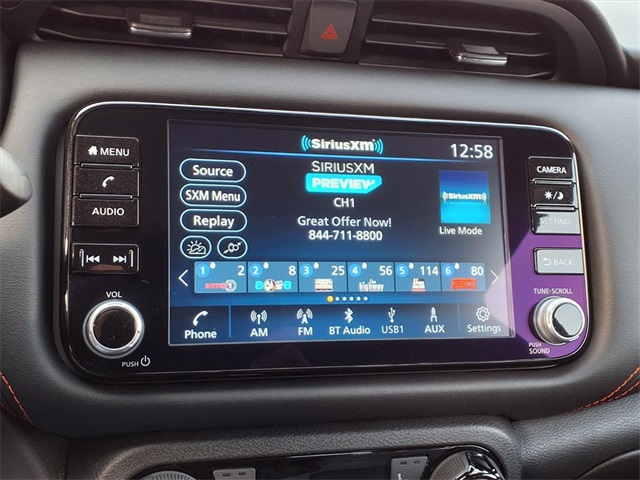 SiriusXM 12:58
MENU
AUDIO
VOL
PUSH
Source
SXM Menu
Replay
SIRIUSXM
PREVIEW
CH1
Great Offer Now!
844-711-8800
SiriusXM
Live Mode
1 2 2 8 3 25 4 56 5 114 6 80
Phone AM FM BT Audio USB1 AUX Settings
CAMERA
SETTING
BACK
TUNE·SCROLL
PUSH
SOUND